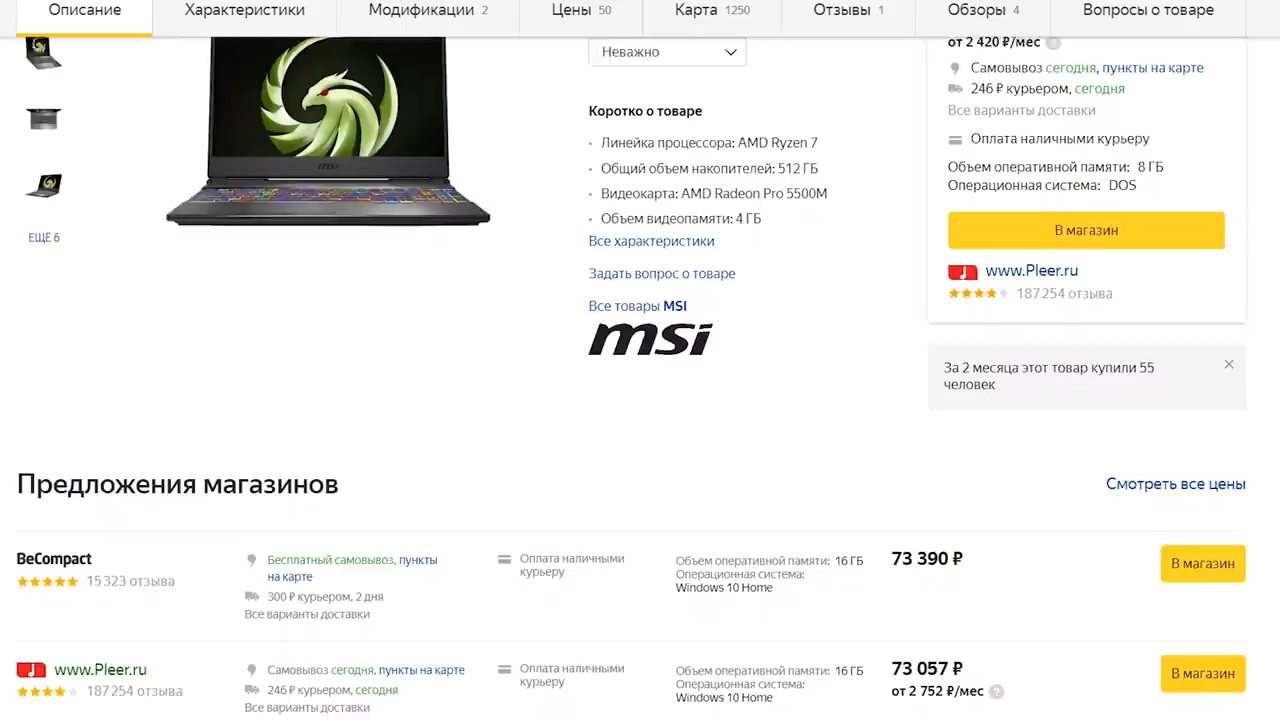 Описание
Характеристики
Модификации 2
Цены 50
Карта 1250
Отзывы 1
Обзоры 4
Вопросы о товаре
ЕЩЁ 6
msi
Неважно
Коротко о товаре
Линейка процессора: AMD Ryzen 7
Общий объем накопителей: 512 ГБ
Видеокарта: AMD Radeon Pro 5500M
Объем видеопамяти: 4 ГБ
Все характеристики
Задать вопрос о товаре
Все товары MSI
msi
от 2 420 ₽/мес ?
Самовывоз сегодня, пункты на карте
246 ₽ курьером, сегодня
Все варианты доставки
Оплата наличными курьеру
Объем оперативной памяти: 8 ГБ
Операционная система: DOS
В магазин
www.Pleer.ru
187 254 отзыва
За 2 месяца этот товар купили 55
человек
Предложения магазинов
Смотреть все цены
BeCompact
15 323 отзыва
Бесплатный самовывоз, пункты
на карте
300 ₽ курьером, 2 дня
Все варианты доставки
Оплата наличными
курьеру
Объем оперативной памяти: 16 ГБ
Операционная система:
Windows 10 Home
73 390 ₽
В магазин
www.Pleer.ru
187 254 отзыва
Самовывоз сегодня, пункты на карте
246 ₽ курьером, сегодня
Все варианты доставки
Оплата наличными
курьеру
Объем оперативной памяти: 16 ГБ
Операционная система:
Windows 10 Home
73 057 ₽
от 2 752 ₽/мес ?
В магазин